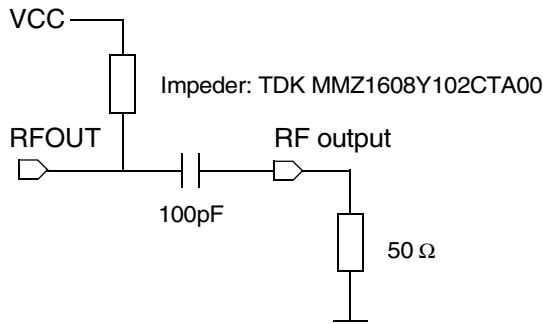 VCC
Impeder: TDK MMZ1608Y102CTA00
RFOUT
RF output
100pF
50 Ω